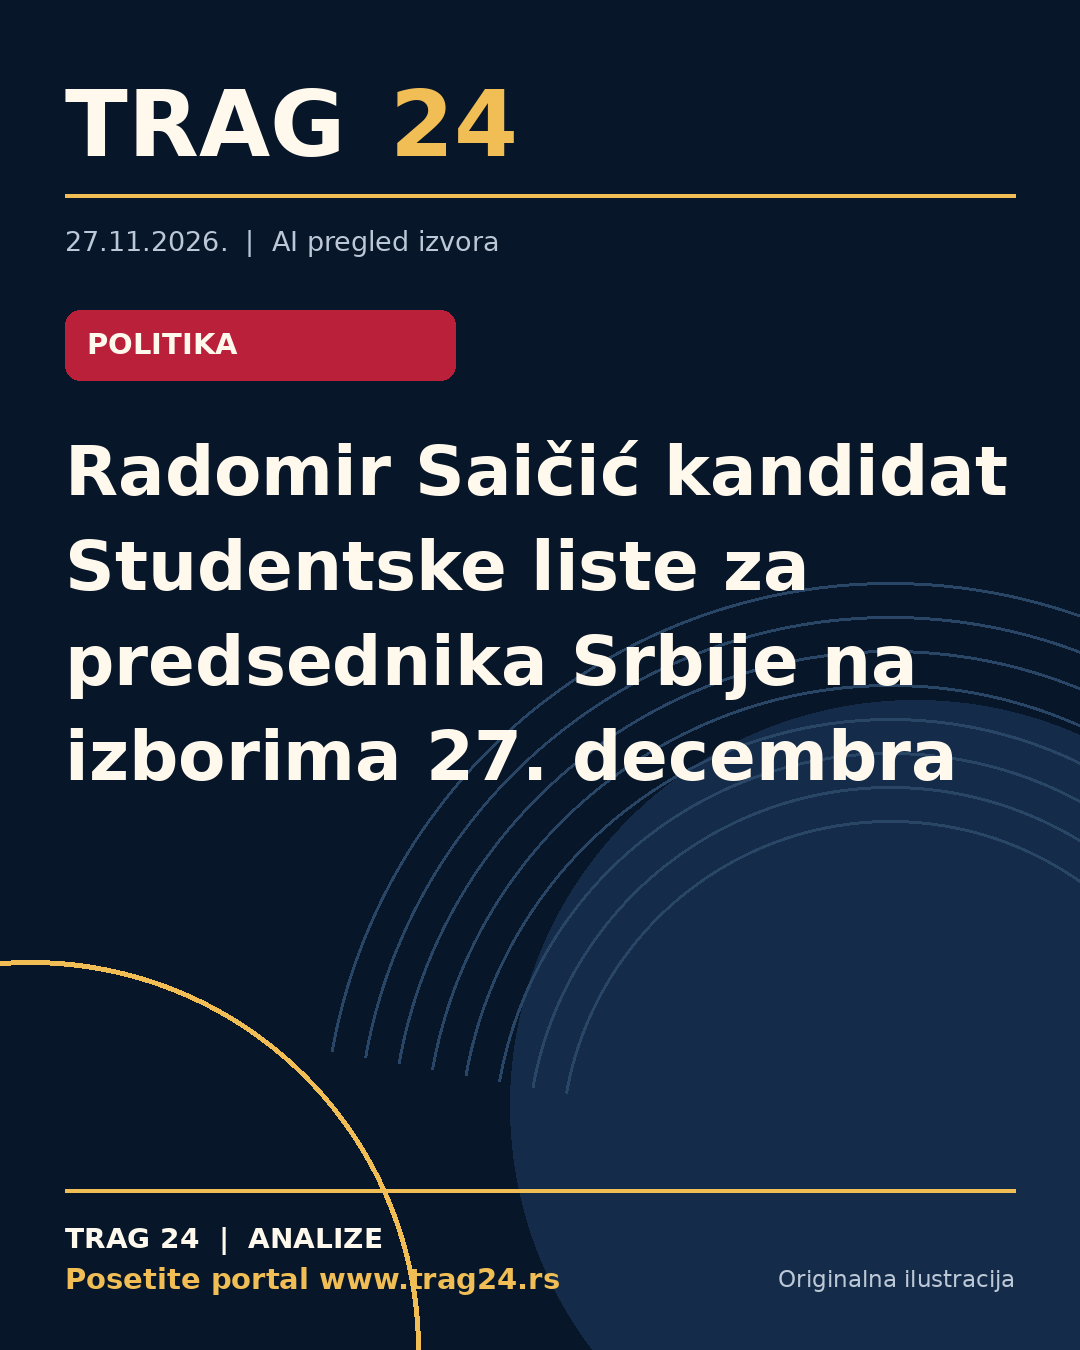 TRAG 24
27.11.2026. | AI pregled izvora
POLITIKA
Radomir Saičić kandidat
Studentske liste za
predsednika Srbije na
izborima 27. decembra
TRAG 24 | ANALIZE
Posetite portal www.trag24.rs
Originalna ilustracija